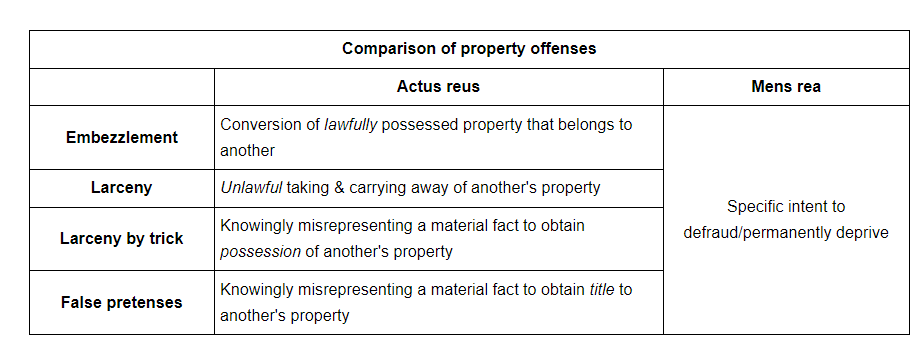 Comparison of property offenses
Actus reus
Mens rea
Embezzlement
Conversion of lawfully possessed property that belongs to
another
Larceny
Unlawful taking & carrying away of another's property
Larceny by trick
Knowingly misrepresenting a material fact to obtain
possession of another's property
False pretenses
Knowingly misrepresenting a material fact to obtain title to
another's property
Specific intent to
defraud/permanently deprive